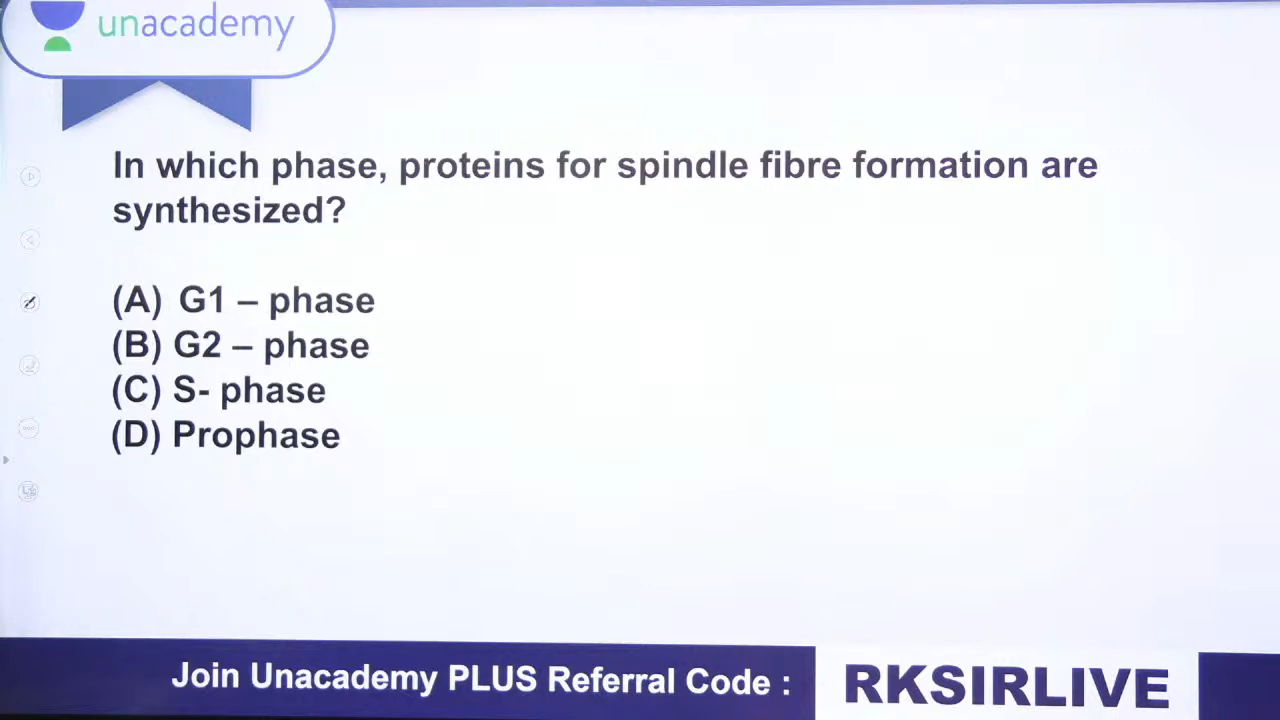 unacademy
In which phase, proteins for spindle fibre formation are
synthesized?
(A) G1 – phase
(B) G2 – phase
(C) S- phase
(D) Prophase
Join Unacademy PLUS Referral Code :
RKSIRLIVE